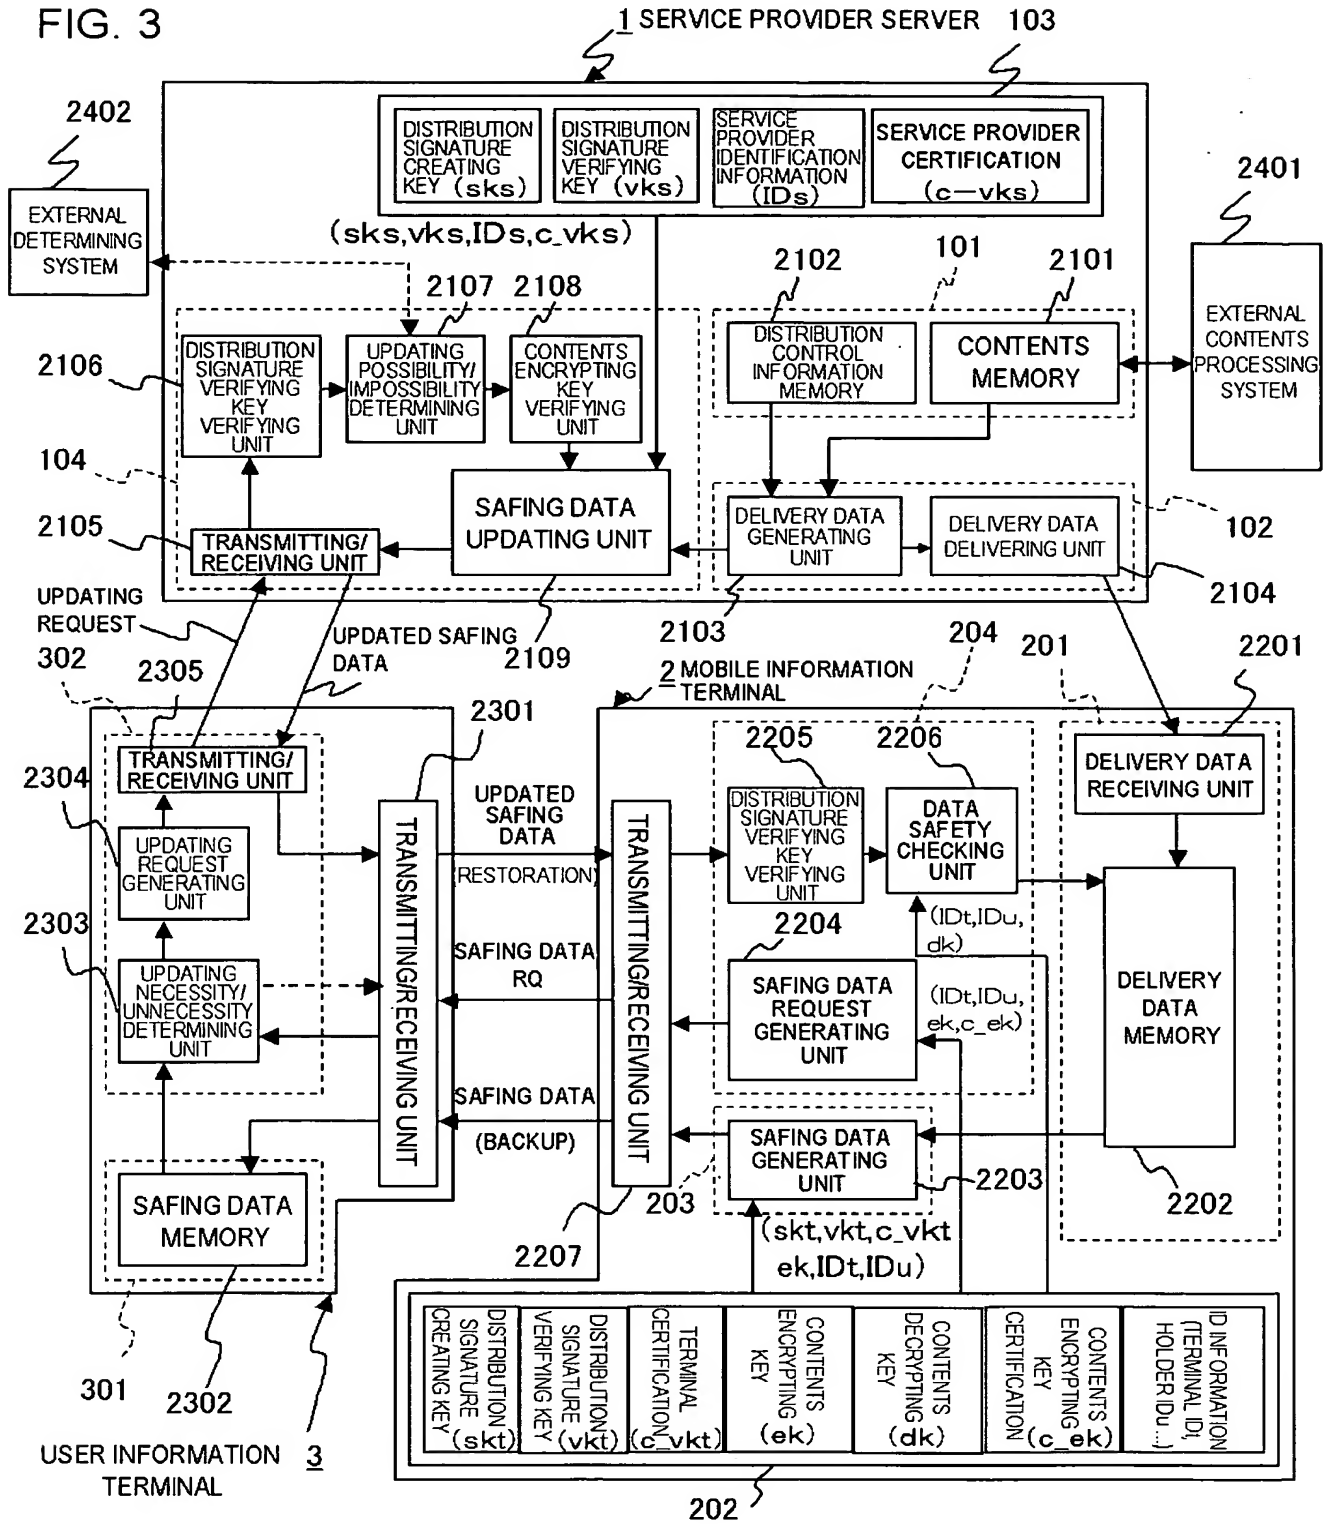 FIG. 3
1 SERVICE PROVIDER SERVER
103
2402
DISTRIBUTION
SIGNATURE
CREATING
KEY (sks)
DISTRIBUTION
SIGNATURE
VERIFYING
KEY (vks)
SERVICE
PROVIDER
IDENTIFICATION
INFORMATION
(IDs)
SERVICE PROVIDER
CERTIFICATION
(c-vks)
2401
EXTERNAL
DETERMINING
SYSTEM
(sks,vks,IDs,c_vks)
2102
101
2101
2107
2108
2106
DISTRIBUTION
SIGNATURE
VERIFYING
KEY
VERIFYING
UNIT
UPDATING
POSSIBILITY/
IMPOSSIBILITY
DETERMINING
UNIT
CONTENTS
ENCRYPTING
KEY
VERIFYING
UNIT
DISTRIBUTION
CONTROL
INFORMATION
MEMORY
CONTENTS
MEMORY
EXTERNAL
CONTENTS
PROCESSING
SYSTEM
104
2105
TRANSMITTING/
RECEIVING UNIT
SAFING DATA
UPDATING UNIT
DELIVERY DATA
GENERATING
UNIT
DELIVERY DATA
DELIVERING UNIT
102
2104
UPDATING
REQUEST
UPDATED SAFING
DATA
2109
2103
302
2305
2301
2 MOBILE INFORMATION
TERMINAL
204
201
2201
2304
TRANSMITTING/
RECEIVING UNIT
UPDATING
REQUEST
GENERATING
UNIT
2303
UPDATING
NECESSITY/
UNNECESSITY
DETERMINING
UNIT
SAFING DATA
MEMORY
301
2302
USER INFORMATION 3
TERMINAL
TRANSMITTING/RECEIVING UNIT
UPDATED
SAFING
DATA
(RESTORATION)
SAFING DATA
RQ
SAFING DATA
(BACKUP)
TRANSMITTING/RECEIVING UNIT
2207
2205
2206
DISTRIBUTION
SIGNATURE
VERIFYING
KEY
VERIFYING
UNIT
DATA
SAFETY
CHECKING
UNIT
DELIVERY DATA
RECEIVING UNIT
(IDt,IDu,
dk)
2204
SAFING DATA
REQUEST
GENERATING
UNIT
(IDt,IDu,
ek,c_ek)
DELIVERY
DATA
MEMORY
SAFING DATA
GENERATING
UNIT
203
2203
2202
(skt,vkt,c_vkt
ek,IDt,IDu)
DISTRIBUTION
SIGNATURE
CREATING KEY
(skt)
DISTRIBUTION
SIGNATURE
VERIFYING KEY
(vkt)
TERMINAL
CERTIFICATION
(c_vkt)
CONTENTS
ENCRYPTING
KEY
(ek)
CONTENTS
DECRYPTING
KEY
(dk)
CONTENTS
ENCRYPTING
KEY
CERTIFICATION
(c_ek)
ID INFORMATION
(TERMINAL IDt,
HOLDER IDu...)
202